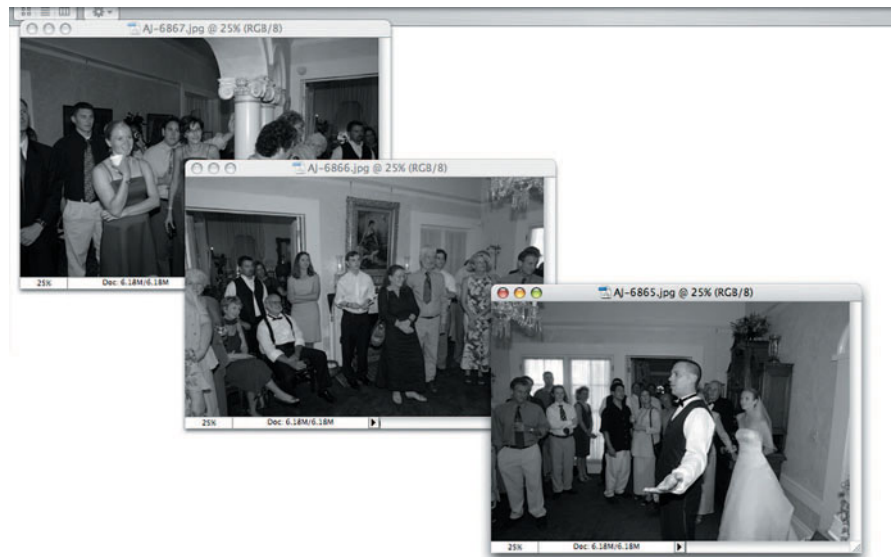 AJ-6867.jpg @ 25% (RGB/8)
25% Doc: 6.18M/6.18M
AJ-6866.jpg @ 25% (RGB/8)
25% Doc: 6.18M/6.18M
AJ-6865.jpg @ 25% (RGB/8)
25% Doc: 6.18M/6.18M